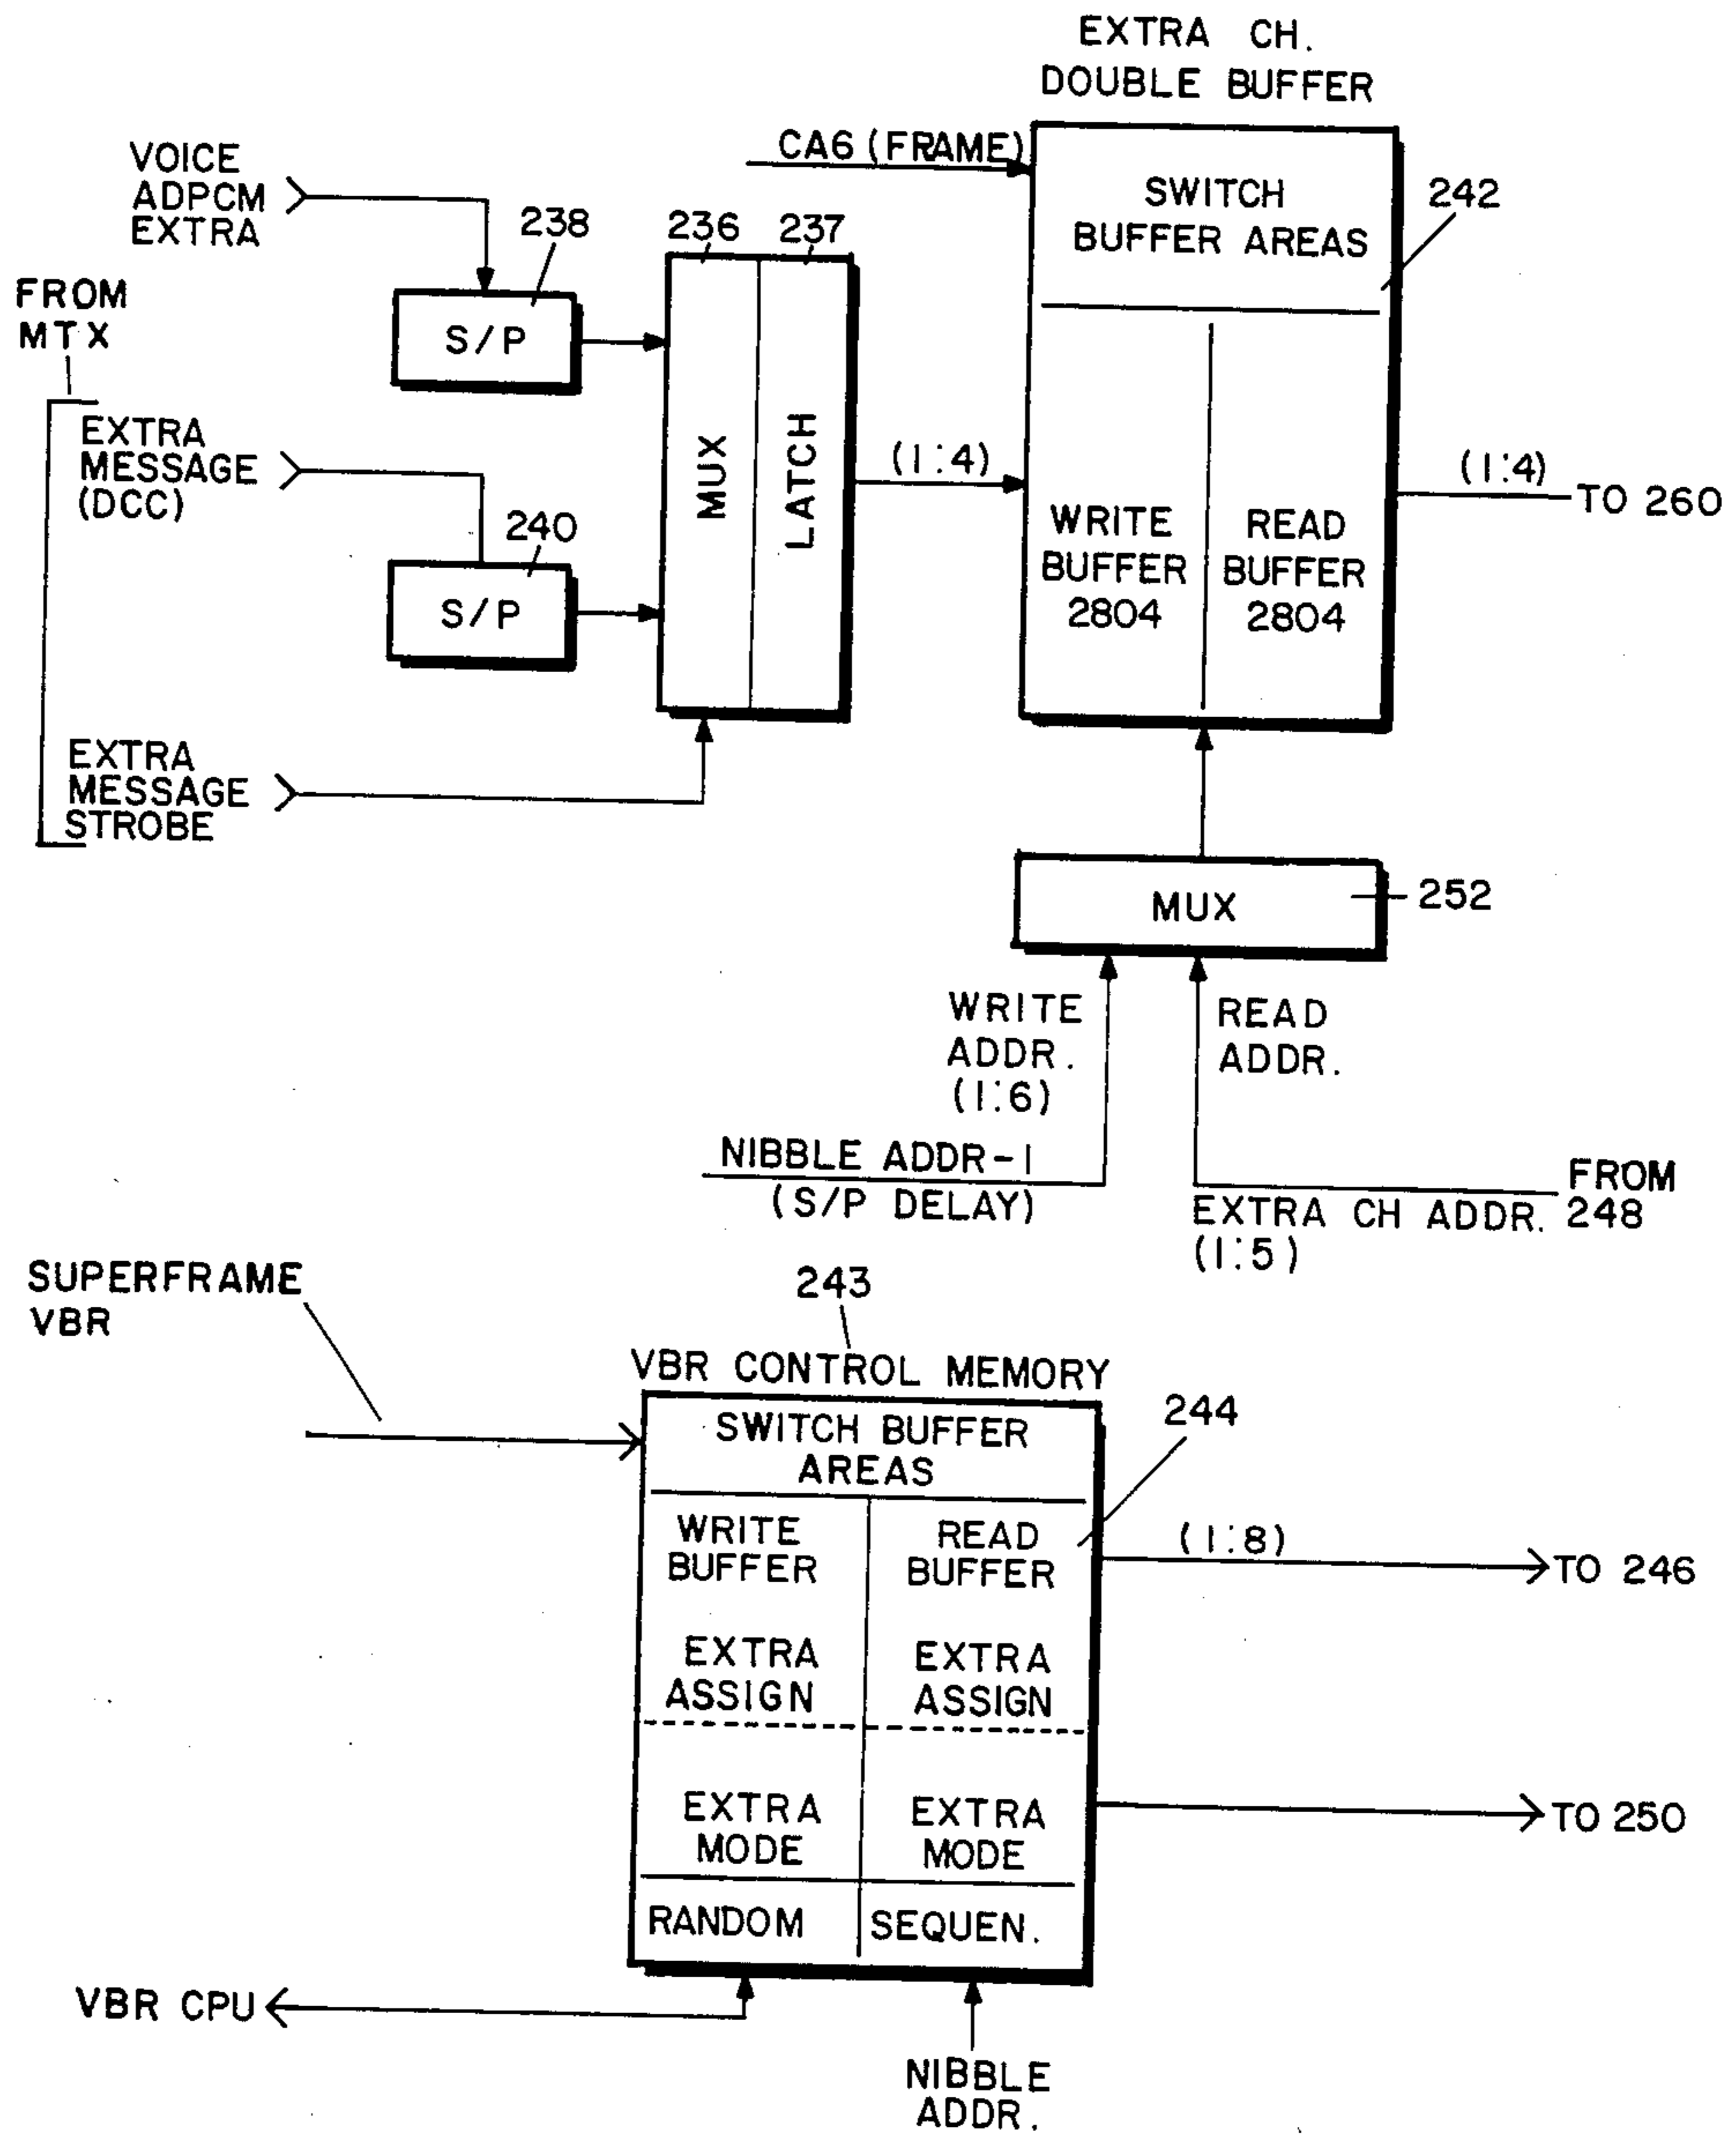 EXTRA CH.
DOUBLE BUFFER
CA6 (FRAME)
VOICE
ADPCM
EXTRA
238
236
237
SWITCH
BUFFER AREAS
242
FROM
MTX
S/P
EXTRA
MESSAGE
(DCC)
MUX
LATCH
(1:4)
(1:4)
TO 260
240
S/P
WRITE
BUFFER
2804
READ
BUFFER
2804
EXTRA
MESSAGE
STROBE
MUX
252
WRITE
ADDR.
(1:6)
READ
ADDR.
NIBBLE ADDR-1
(S/P DELAY)
FROM
248
EXTRA CH ADDR.
(1:5)
SUPERFRAME
VBR
243
VBR CONTROL MEMORY
SWITCH BUFFER
AREAS
244
WRITE
BUFFER
READ
BUFFER
(1:8)
TO 246
EXTRA
ASSIGN
EXTRA
ASSIGN
EXTRA
MODE
EXTRA
MODE
TO 250
RANDOM
SEQUEN.
VBR CPU
NIBBLE
ADDR.